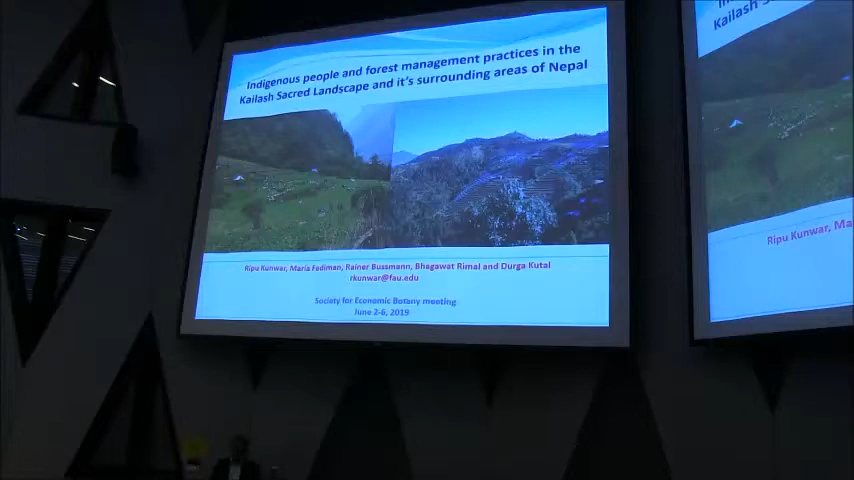 Indigenous people and forest management practices in the
Kailash Sacred Landscape and it's surrounding areas of Nepal
Ripu Kunwar, Maria Fadiman, Rainer Bussmann, Bhagawat Rimal and Durga Kutal
rkunwar@fau.edu
Society for Economic Botany meeting
June 2-6, 2019
Kailash S
Ripu Kunwar, Ma